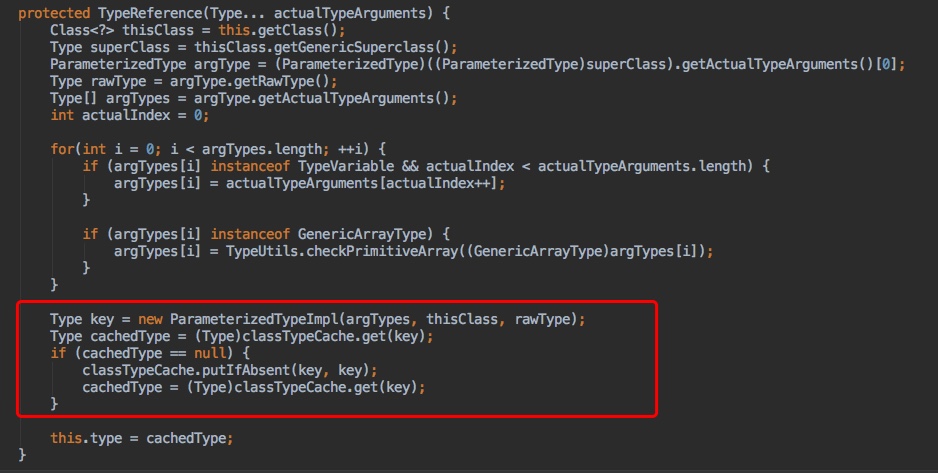 protected TypeReference(Type... actualTypeArguments) {
    Class<?> thisClass = this.getClass();
    Type superClass = thisClass.getGenericSuperclass();
    ParameterizedType argType = (ParameterizedType)((ParameterizedType)superClass).getActualTypeArguments()[0];
    Type rawType = argType.getRawType();
    Type[] argTypes = argType.getActualTypeArguments();
    int actualIndex = 0;

    for(int i = 0; i < argTypes.length; ++i) {
        if (argTypes[i] instanceof TypeVariable && actualIndex < actualTypeArguments.length) {
            argTypes[i] = actualTypeArguments[actualIndex++];
        }

        if (argTypes[i] instanceof GenericArrayType) {
            argTypes[i] = TypeUtils.checkPrimitiveArray((GenericArrayType)argTypes[i]);
        }
    }

    Type key = new ParameterizedTypeImpl(argTypes, thisClass, rawType);
    Type cachedType = (Type)classTypeCache.get(key);
    if (cachedType == null) {
        classTypeCache.putIfAbsent(key, key);
        cachedType = (Type)classTypeCache.get(key);
    }

    this.type = cachedType;
}